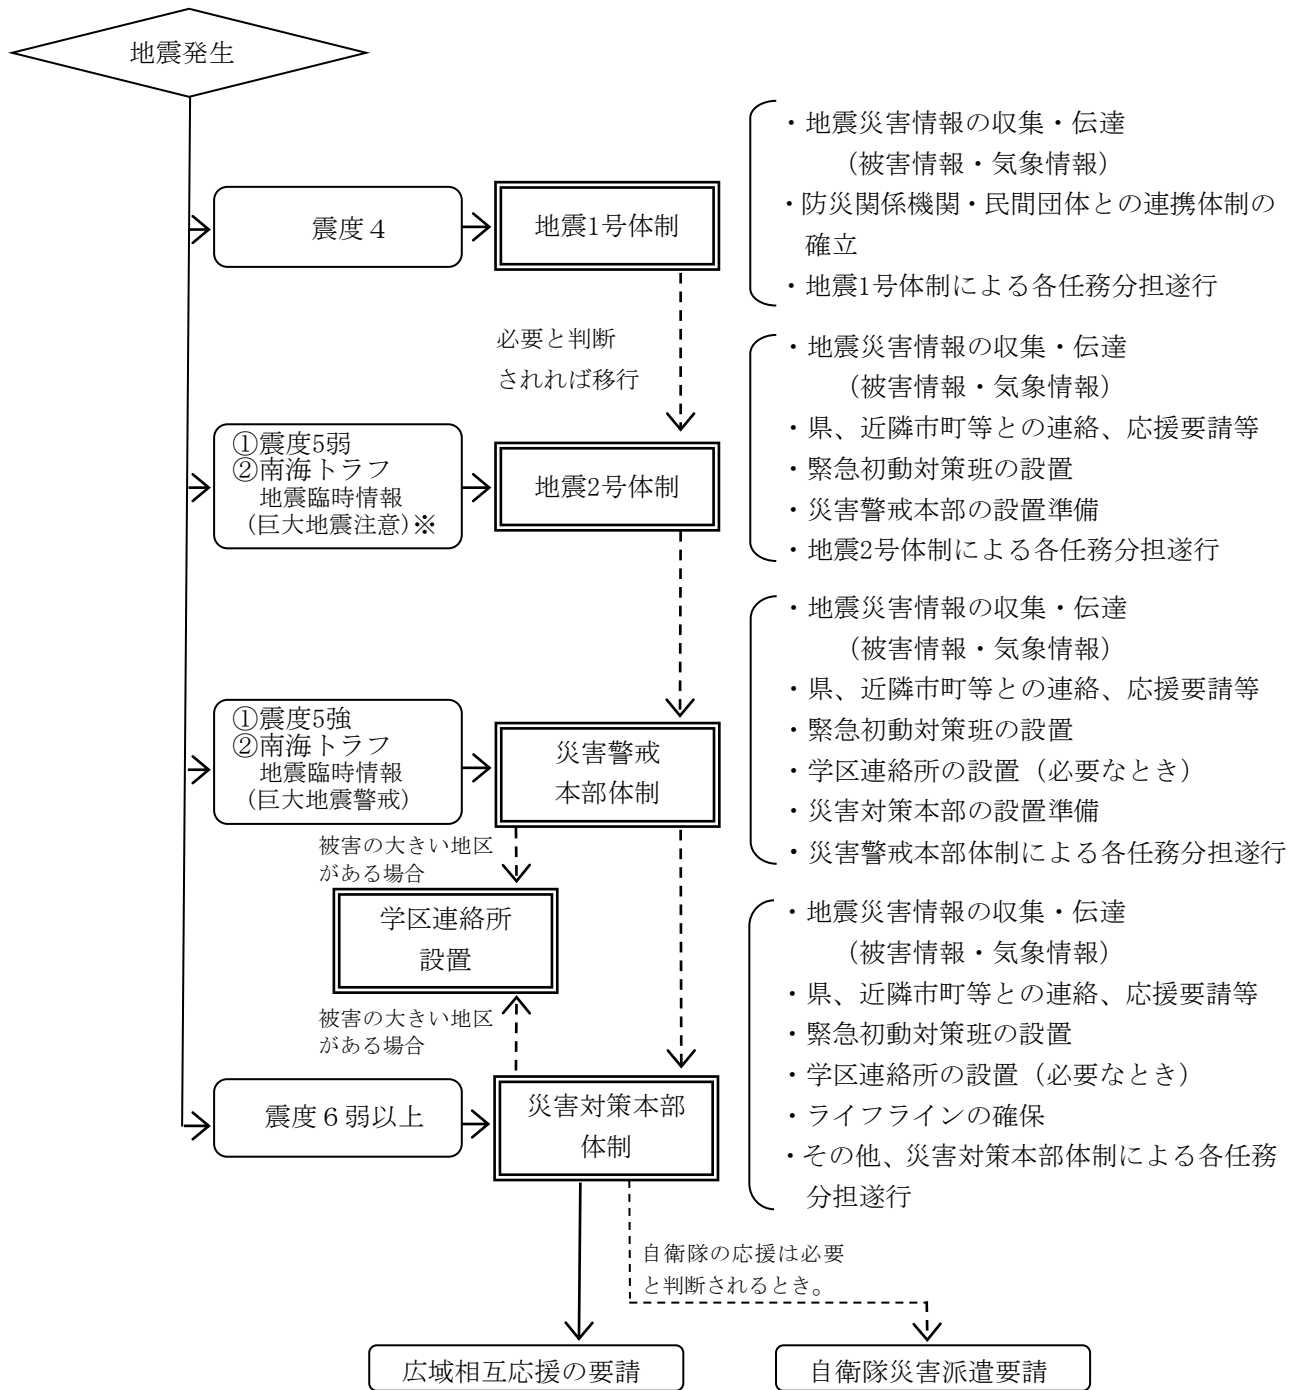 地震発生
震度４
地震1号体制
・地震災害情報の収集・伝達
（被害情報・気象情報）
・防災関係機関・民間団体との連携体制の
確立
・地震1号体制による各任務分担遂行
必要と判断
されれば移行
①震度5弱
②南海トラフ
地震臨時情報
(巨大地震注意)※
地震2号体制
・地震災害情報の収集・伝達
（被害情報・気象情報）
・県、近隣市町等との連絡、応援要請等
・緊急初動対策班の設置
・災害警戒本部の設置準備
・地震2号体制による各任務分担遂行
①震度5強
②南海トラフ
地震臨時情報
(巨大地震警戒)
災害警戒
本部体制
・地震災害情報の収集・伝達
（被害情報・気象情報）
・県、近隣市町等との連絡、応援要請等
・緊急初動対策班の設置
・学区連絡所の設置（必要なとき）
・災害対策本部の設置準備
・災害警戒本部体制による各任務分担遂行
被害の大きい地区
がある場合
学区連絡所
設置
被害の大きい地区
がある場合
震度６弱以上
災害対策本部
体制
・地震災害情報の収集・伝達
（被害情報・気象情報）
・県、近隣市町等との連絡、応援要請等
・緊急初動対策班の設置
・学区連絡所の設置（必要なとき）
・ライフラインの確保
・その他、災害対策本部体制による各任務
分担遂行
自衛隊の応援は必要
と判断されるとき。
広域相互応援の要請
自衛隊災害派遣要請